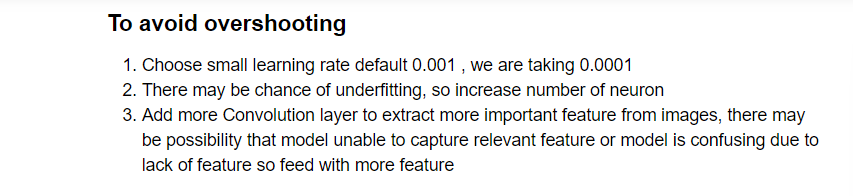 To avoid overshooting
1. Choose small learning rate default 0.001 , we are taking 0.0001
2. There may be chance of underfitting, so increase number of neuron
3. Add more Convolution layer to extract more important feature from images, there may
be possibility that model unable to capture relevant feature or model is confusing due to
lack of feature so feed with more feature